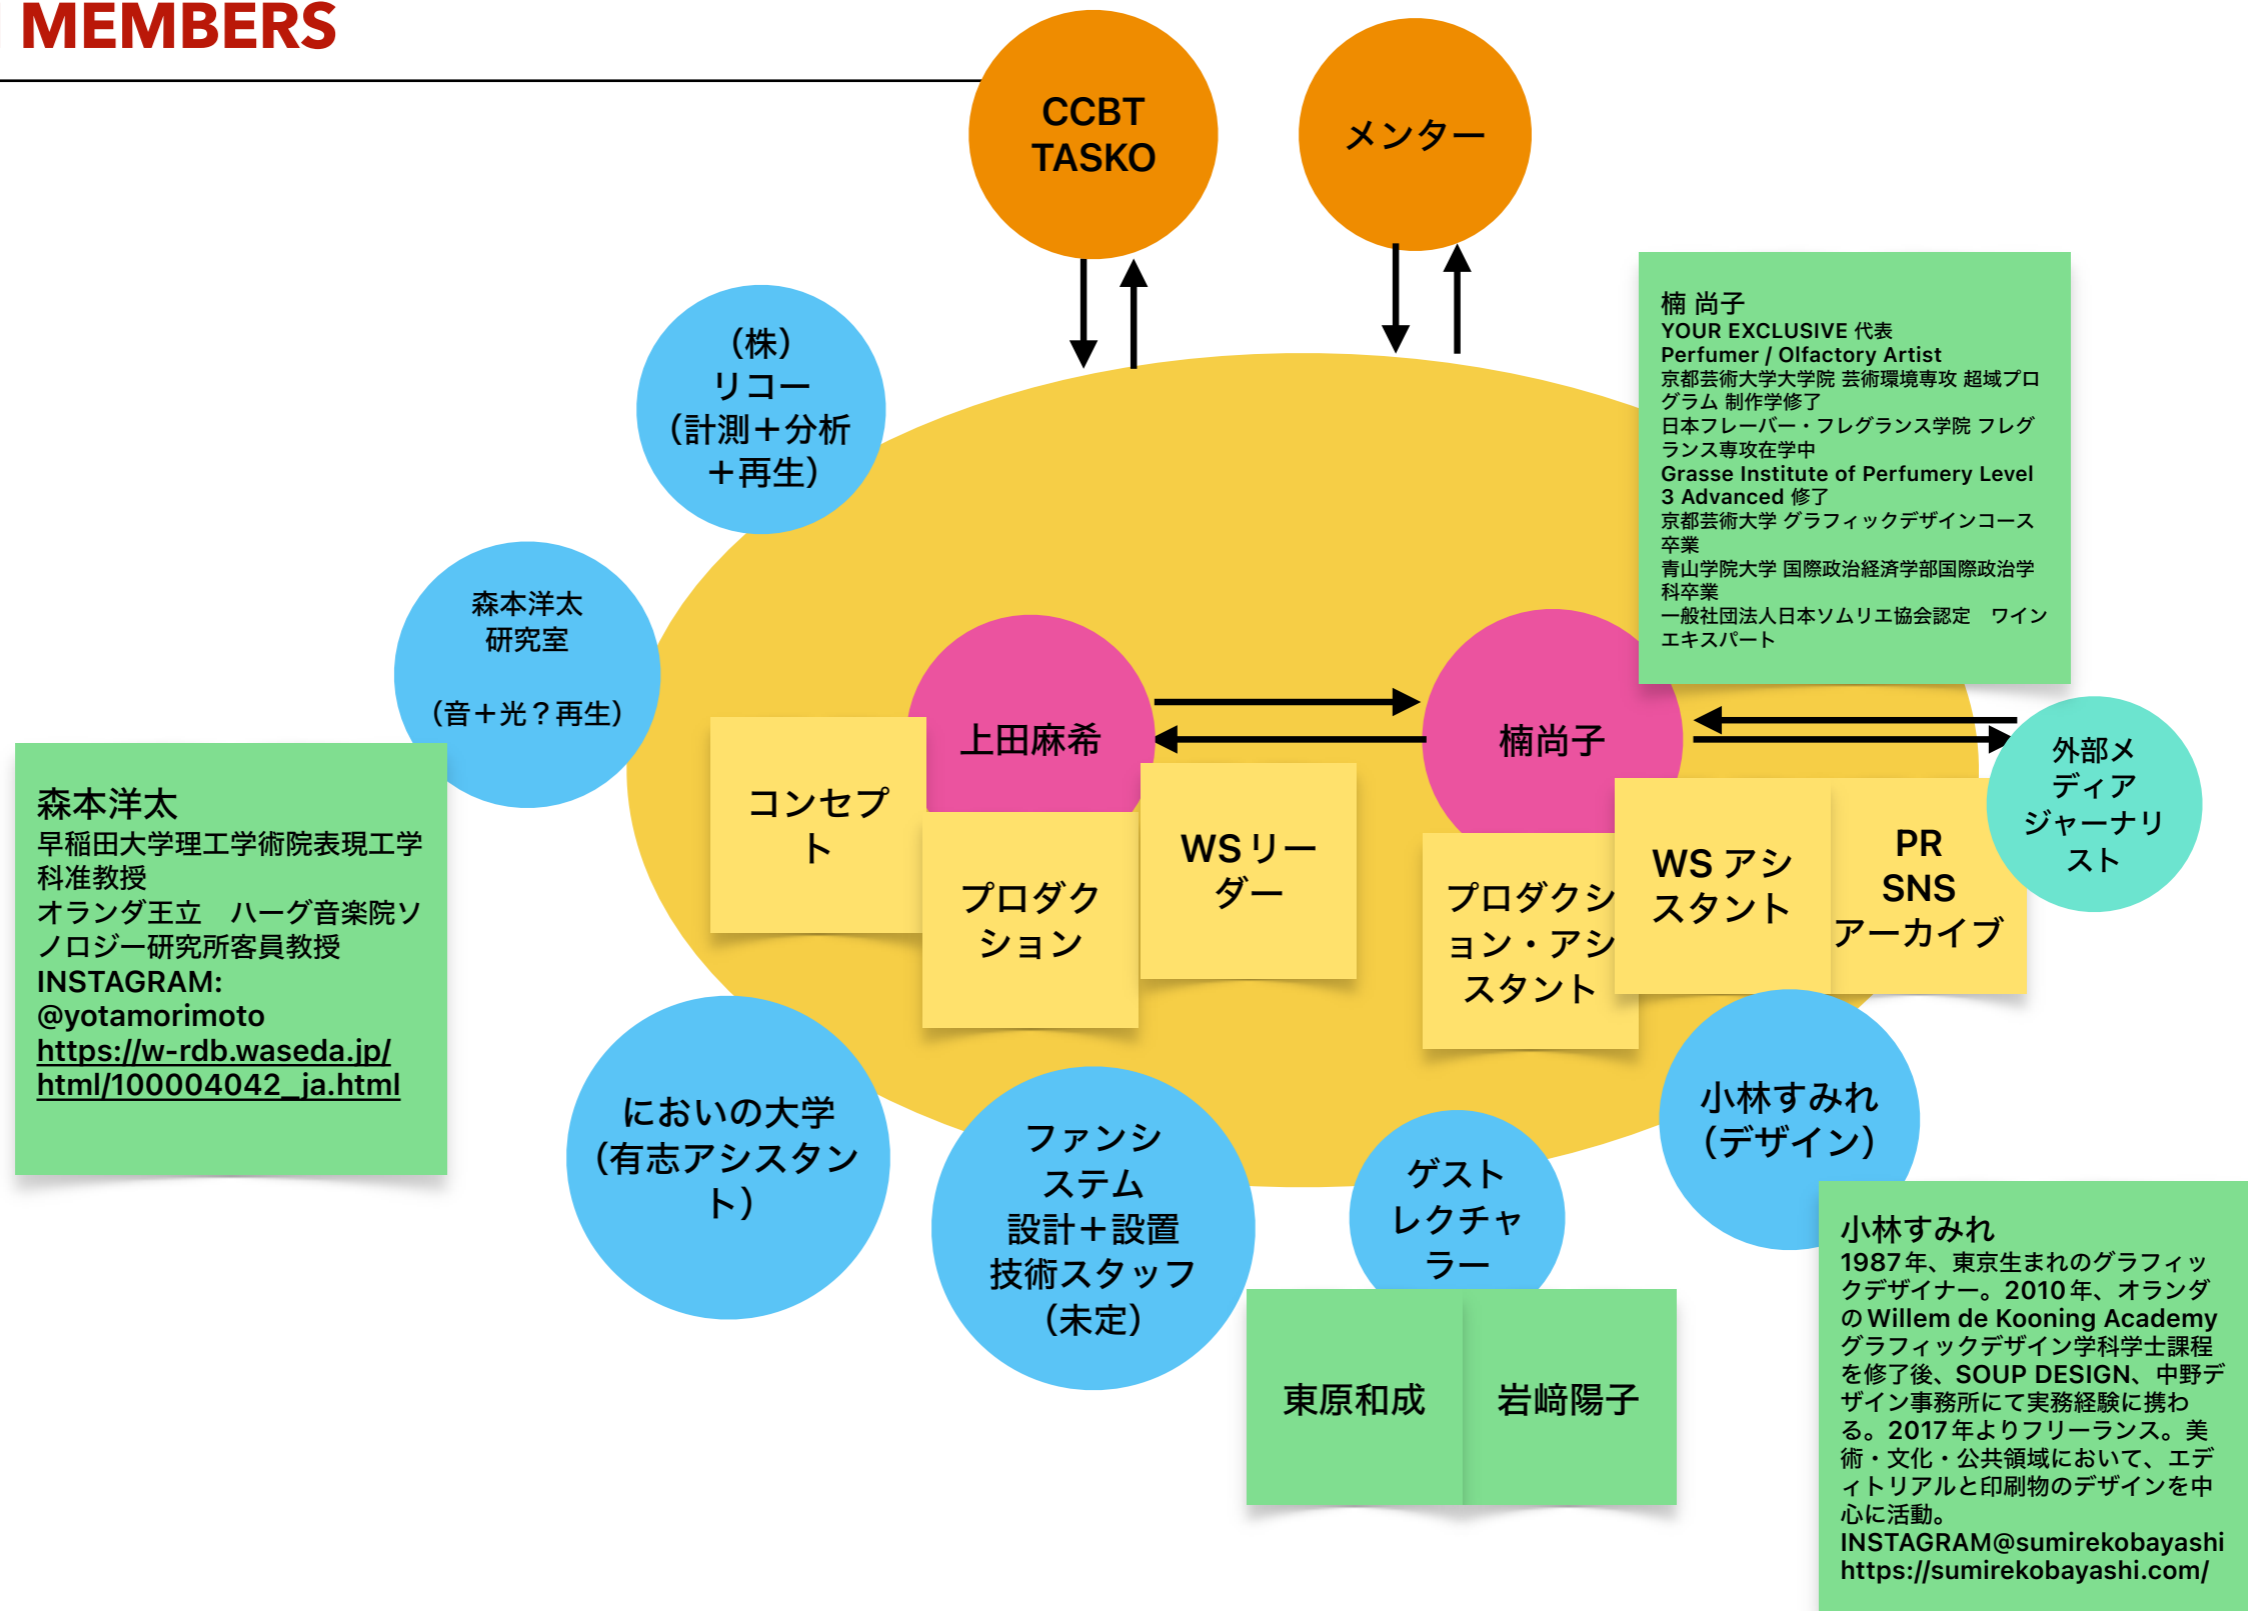 MEMBERS
CCBT
TASKO
メンター
（株）
リコー
（計測＋分析
＋再生）
楠 尚子
YOUR EXCLUSIVE 代表
Perfumer / Olfactory Artist
京都芸術大学大学院 芸術環境専攻 超域プロ
グラム 制作学修了
日本フレーバー・フレグランス学院 フレグ
ランス専攻在学中
Grasse Institute of Perfumery Level
3 Advanced 修了
京都芸術大学 グラフィックデザインコース
卒業
青山学院大学 国際政治経済学部国際政治学
科卒業
一般社団法人日本ソムリエ協会認定　ワイン
エキスパート
森本洋太
研究室
（音＋光？再生）
森本洋太
早稲田大学理工学術院表現工学
科准教授
オランダ王立　ハーグ音楽院ソ
ノロジー研究所客員教授
INSTAGRAM:
@yotamorimoto
https://w-rdb.waseda.jp/
html/100004042_ja.html
上田麻希
コンセプ
ト
プロダク
ション
WS リー
ダー
楠尚子
プロダクシ
ョン・アシ
スタント
WS アシ
スタント
PR
SNS
アーカイブ
外部メ
ディア
ジャーナリ
スト
においの大学
（有志アシスタン
ト）
ファンシ
ステム
設計＋設置
技術スタッフ
（未定）
ゲスト
レクチャ
ラー
東原和成
岩﨑陽子
小林すみれ
（デザイン）
小林すみれ
1987年、東京生まれのグラフィッ
クデザイナー。2010年、オランダ
のWillem de Kooning Academy
グラフィックデザイン学科学士課程
を修了後、SOUP DESIGN、中野デ
ザイン事務所にて実務経験に携わ
る。2017年よりフリーランス。美
術・文化・公共領域において、エデ
ィトリアルと印刷物のデザインを中
心に活動。
INSTAGRAM@sumirekobayashi
https://sumirekobayashi.com/